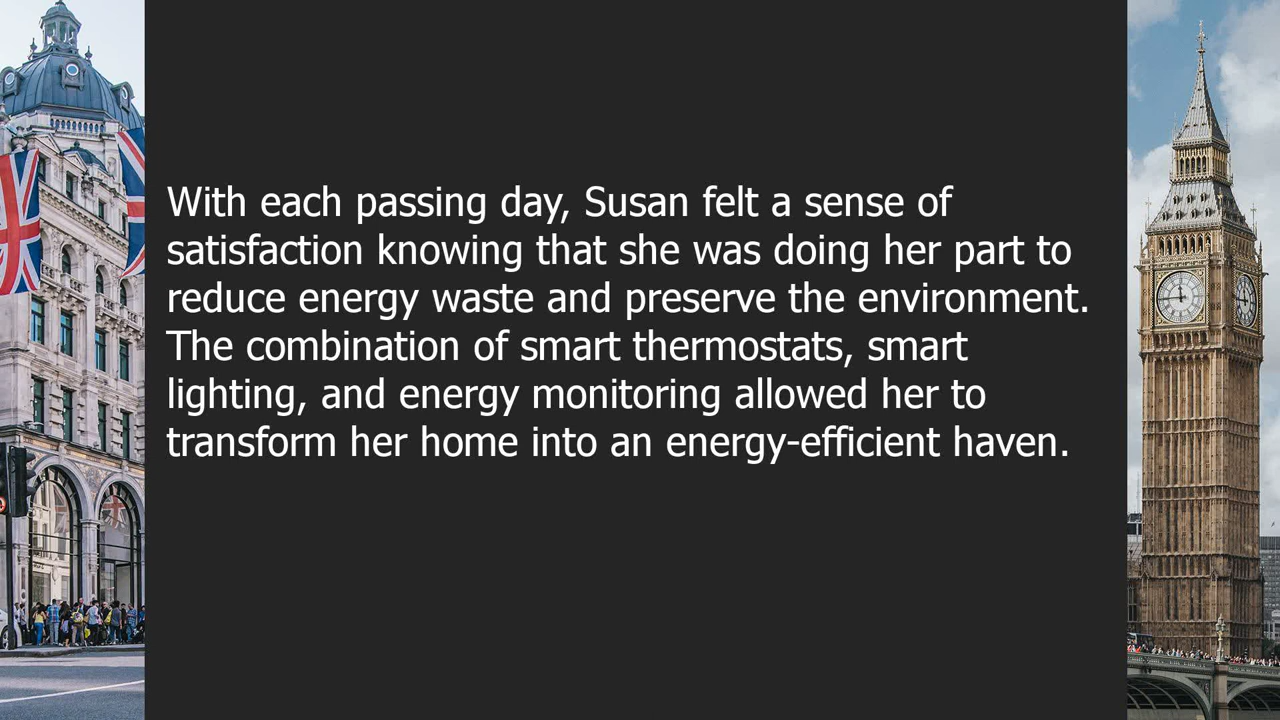 With each passing day, Susan felt a sense of
satisfaction knowing that she was doing her part to
reduce energy waste and preserve the environment.
The combination of smart thermostats, smart
lighting, and energy monitoring allowed her to
transform her home into an energy-efficient haven.